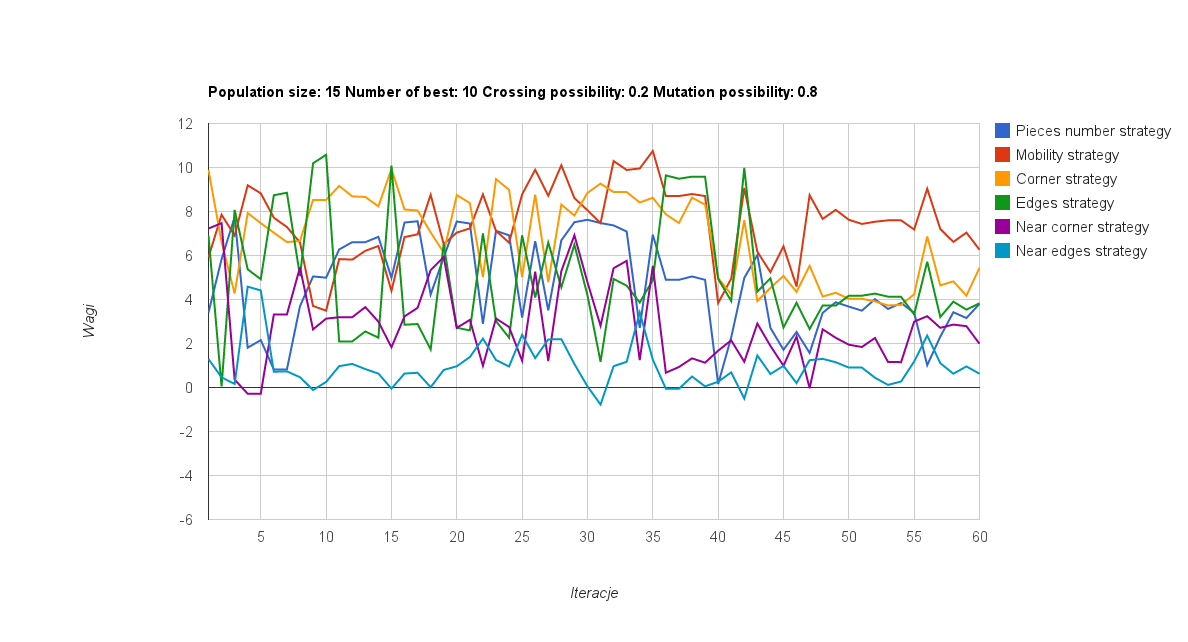 Population size: 15 Number of best: 10 Crossing possibility: 0.2 Mutation possibility: 0.8
12
10
8
6
4
2
0
-2
-4
-6
Wagi
5 10 15 20 25 30 35 40 45 50 55 60
Iteracje
Pieces number strategy
Mobility strategy
Corner strategy
Edges strategy
Near corner strategy
Near edges strategy